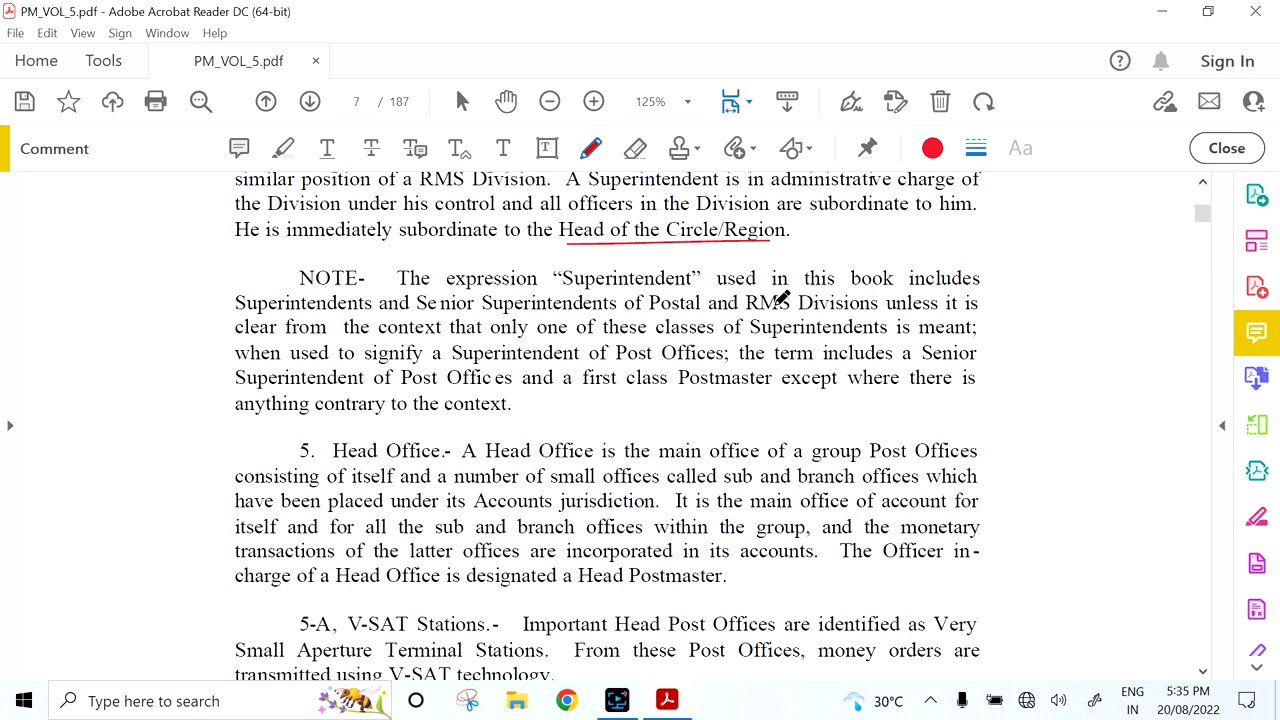 PM_VOL_5.pdf - Adobe Acrobat Reader DC (64-bit)
File Edit View Sign Window Help
Home Tools PM_VOL_5.pdf × Sign In
7 / 187 125%
Comment Aa Close
similar position of a RMS Division. A Superintendent is in administrative charge of
the Division under his control and all officers in the Division are subordinate to him.
He is immediately subordinate to the Head of the Circle/Region.
NOTE- The expression “Superintendent” used in this book includes
Superintendents and Se nior Superintendents of Postal and RMS Divisions unless it is
clear from the context that only one of these classes of Superintendents is meant;
when used to signify a Superintendent of Post Offices; the term includes a Senior
Superintendent of Post Offic es and a first class Postmaster except where there is
anything contrary to the context.
5. Head Office.- A Head Office is the main office of a group Post Offices
consisting of itself and a number of small offices called sub and branch offices which
have been placed under its Accounts jurisdiction. It is the main office of account for
itself and for all the sub and branch offices within the group, and the monetary
transactions of the latter offices are incorporated in its accounts. The Officer in-
charge of a Head Office is designated a Head Postmaster.
5-A, V-SAT Stations.- Important Head Post Offices are identified as Very
Small Aperture Terminal Stations. From these Post Offices, money orders are
transmitted using V-SAT technology.
Type here to search 30°C ENG 5:35 PM
IN 20/08/2022